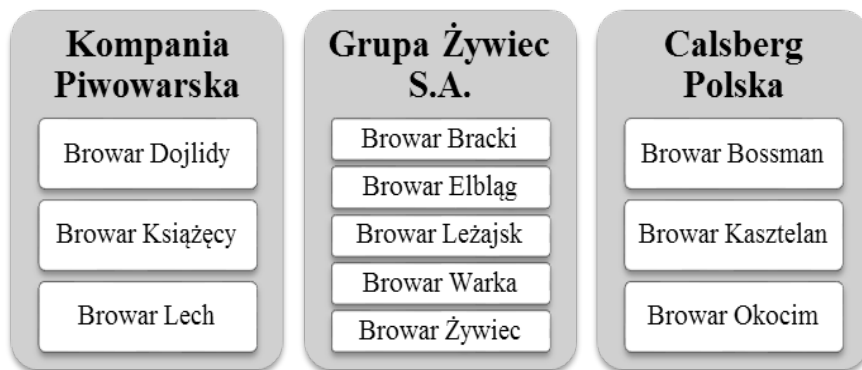 Kompania
Piwowarska
Browar Dojlidy
Browar Książęcy
Browar Lech
Grupa Żywiec
S.A.
Browar Bracki
Browar Elbląg
Browar Leżajsk
Browar Warka
Browar Żywiec
Calsberg
Polska
Browar Bossman
Browar Kasztelan
Browar Okocim